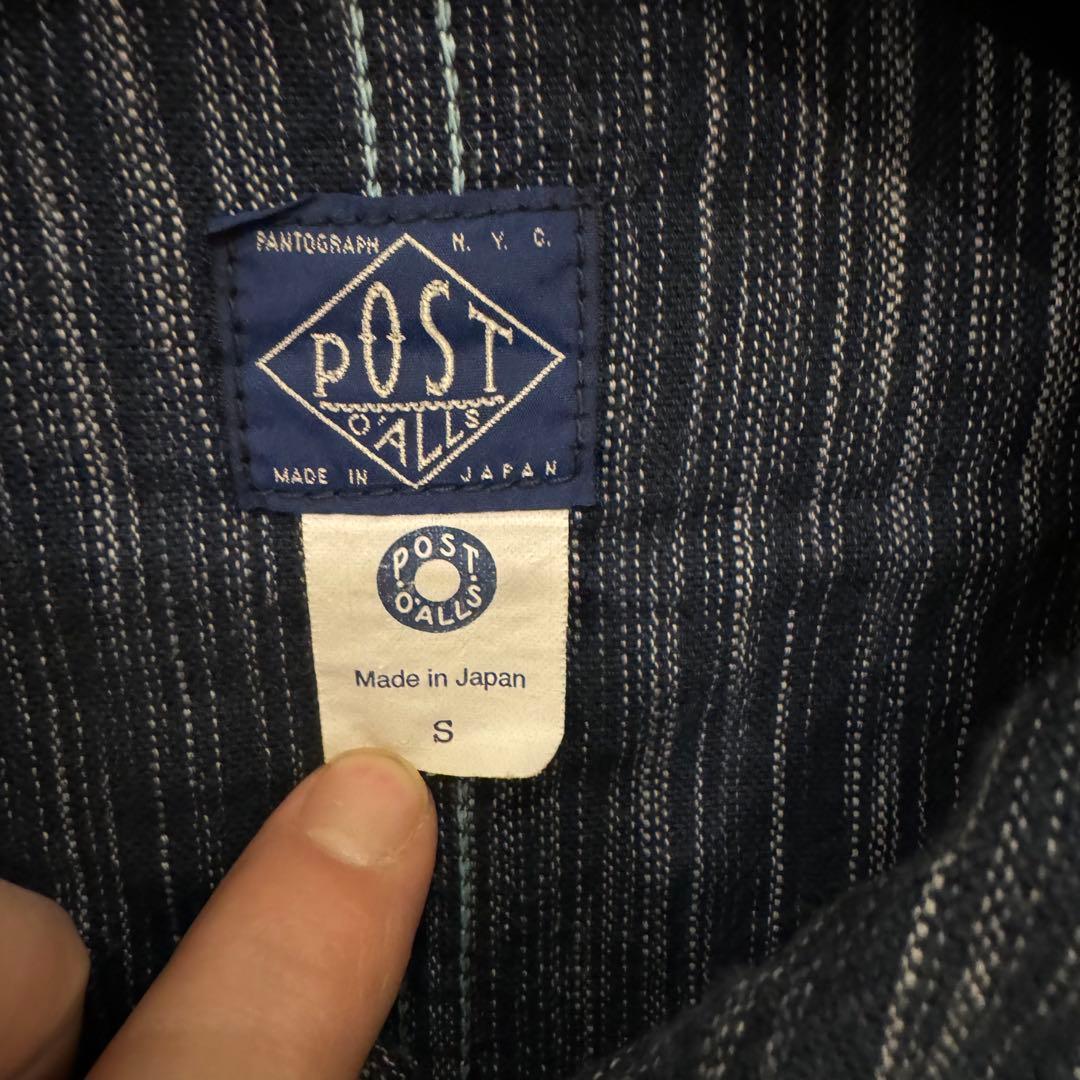 PANTOGRAPH N. Y. C.
POST
O'ALLS
MADE IN JAPAN
POST
O'ALLS
Made in Japan
S